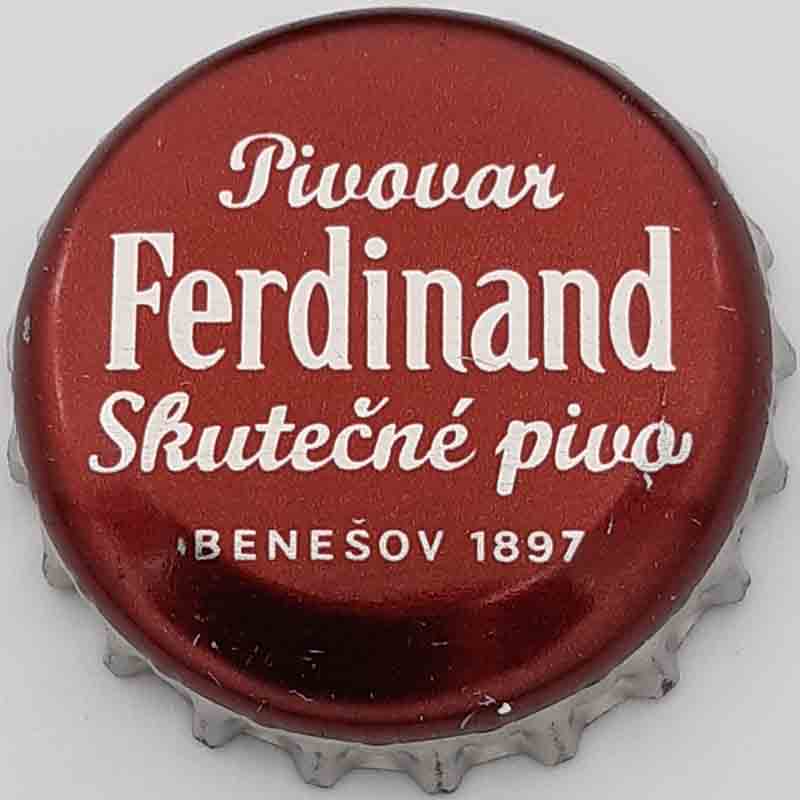 Pivovar
Ferdinand
Skutečné pivo
BENEŠOV 1897